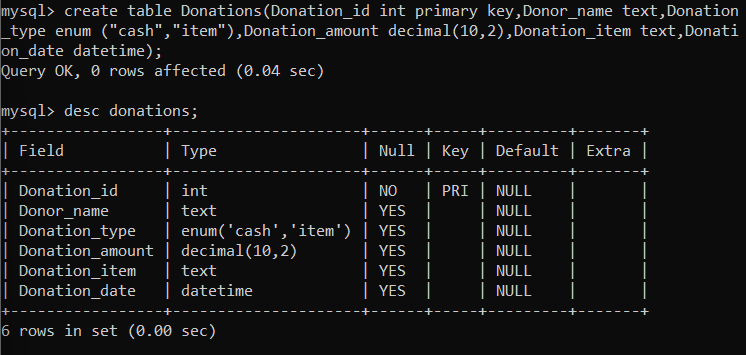 mysql> create table Donations(Donation_id int primary key,Donor_name text,Donation
_type enum ("cash","item"),Donation_amount decimal(10,2),Donation_item text,Donati
on_date datetime);
Query OK, 0 rows affected (0.04 sec)

mysql> desc donations;
+-----------------+---------------------+------+-----+---------+-------+
| Field           | Type                | Null | Key | Default | Extra |
+-----------------+---------------------+------+-----+---------+-------+
| Donation_id     | int                 | NO   | PRI | NULL    |       |
| Donor_name      | text                | YES  |     | NULL    |       |
| Donation_type   | enum('cash','item') | YES  |     | NULL    |       |
| Donation_amount | decimal(10,2)       | YES  |     | NULL    |       |
| Donation_item   | text                | YES  |     | NULL    |       |
| Donation_date   | datetime            | YES  |     | NULL    |       |
+-----------------+---------------------+------+-----+---------+-------+
6 rows in set (0.00 sec)